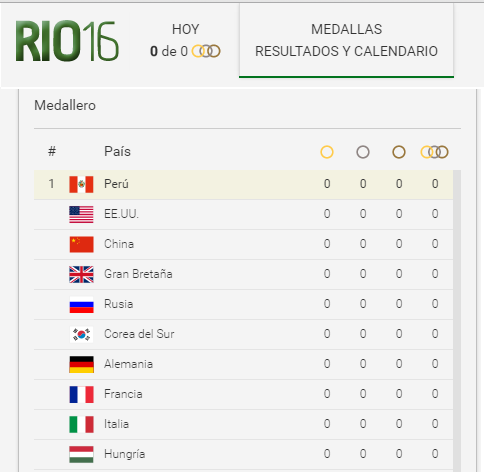 RIO16
HOY
0 de 0
MEDALLAS
RESULTADOS Y CALENDARIO
Medallero
# País
1 Perú 0 0 0 0
EE.UU. 0 0 0 0
China 0 0 0 0
Gran Bretaña 0 0 0 0
Rusia 0 0 0 0
Corea del Sur 0 0 0 0
Alemania 0 0 0 0
Francia 0 0 0 0
Italia 0 0 0 0
Hungría 0 0 0 0